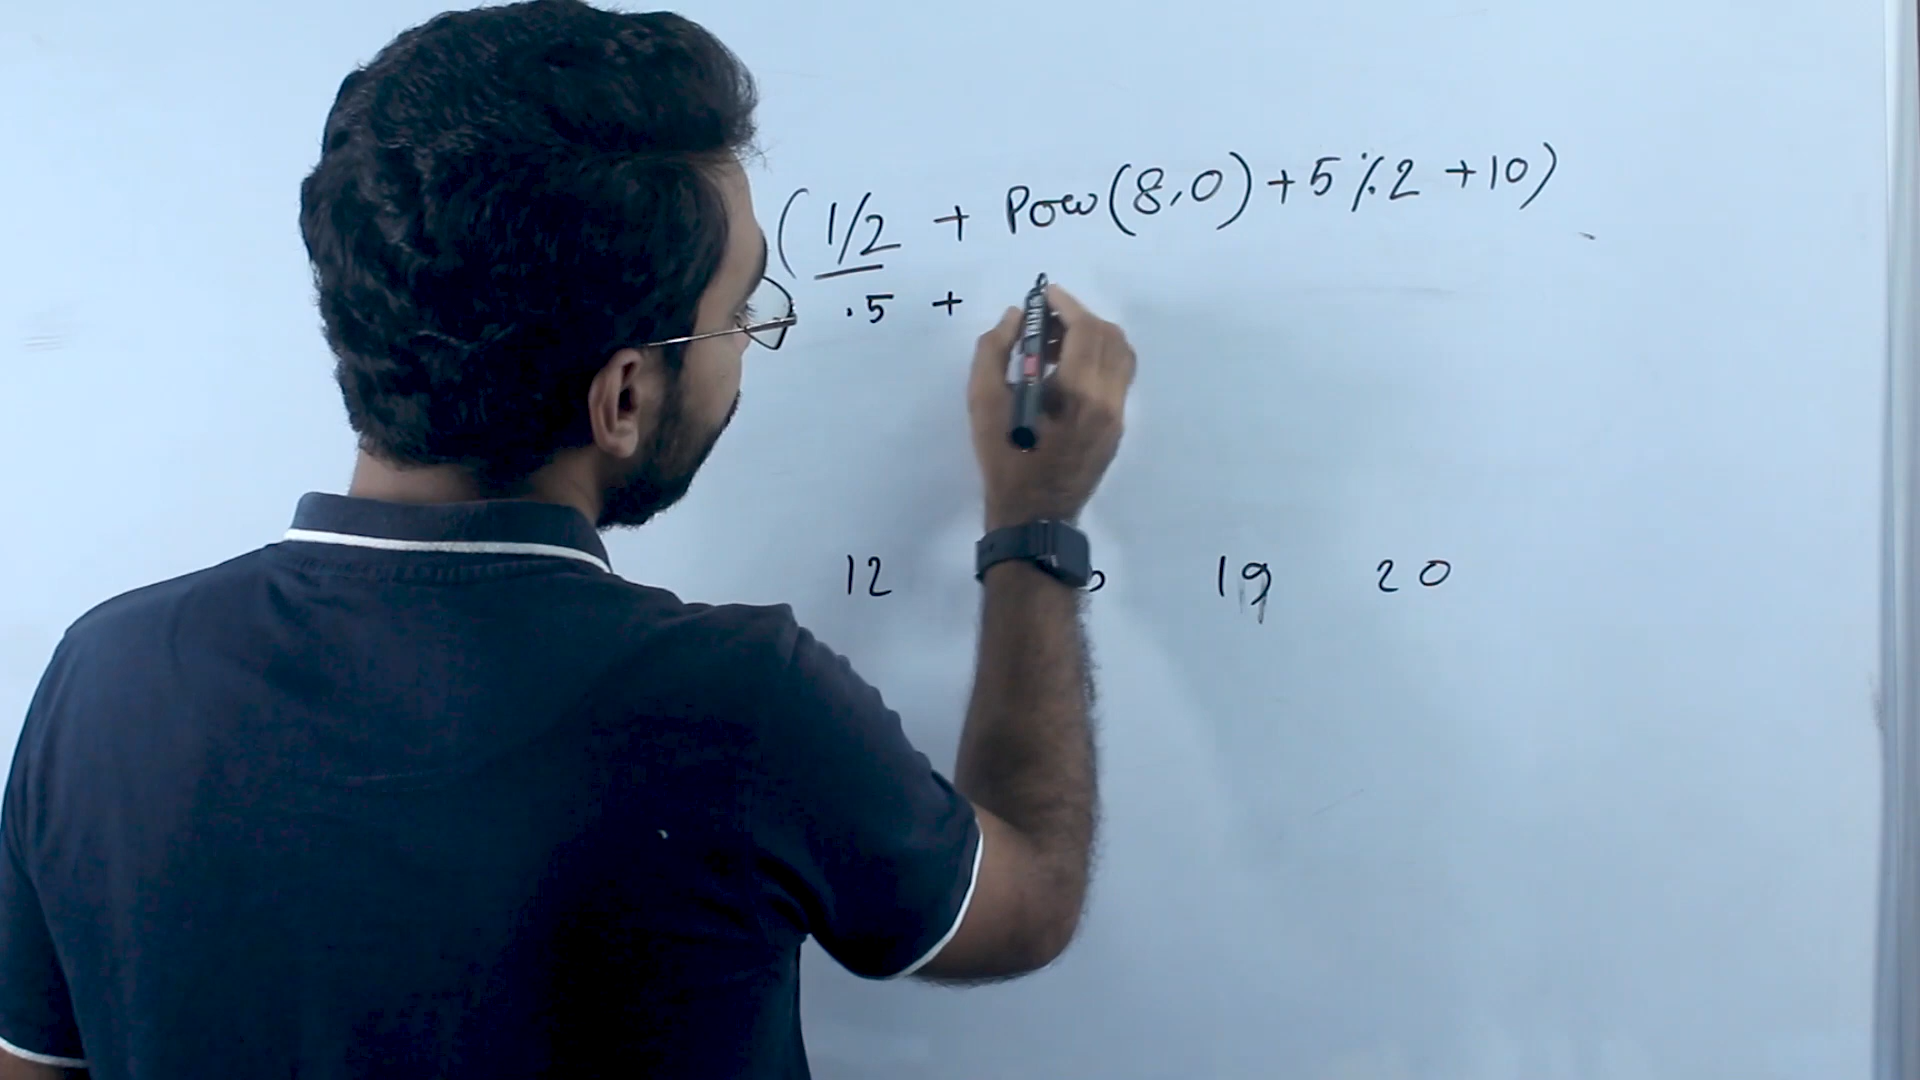 (1/2 + Pow(8,0)+5%2 +10)
.5 +
12 19 20